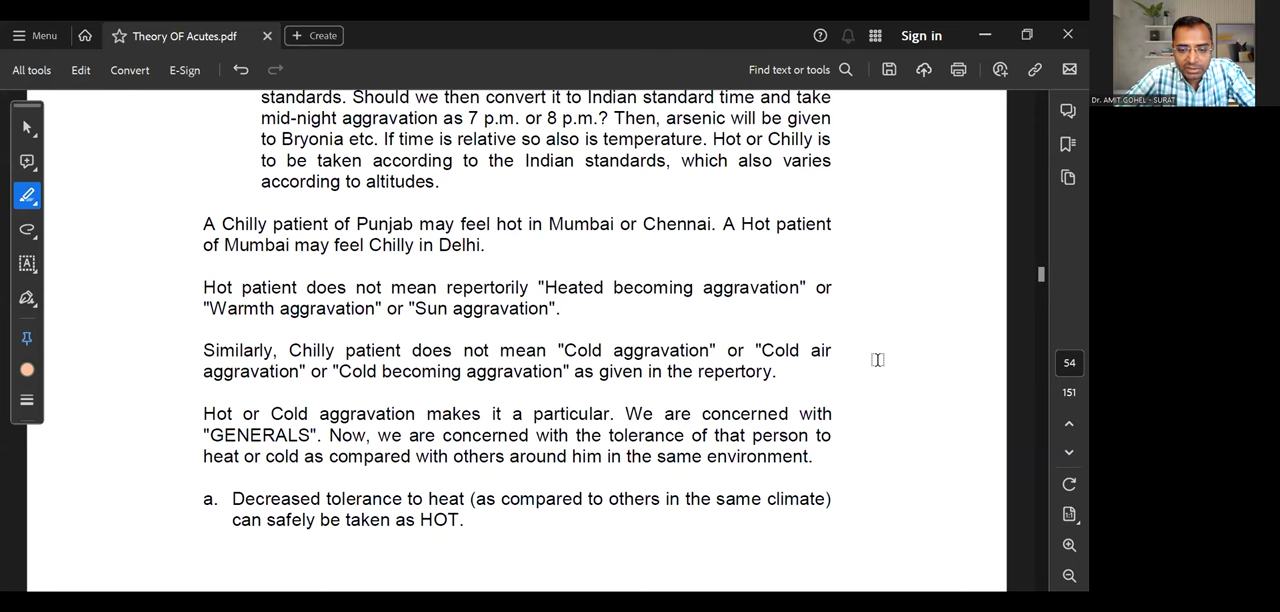 Menu
Theory OF Acutes.pdf
Create
Sign in
All tools
Edit
Convert
E-Sign
Find text or tools
Dr. AMIT GOHEL - SURAT
standards. Should we then convert it to Indian standard time and take
mid-night aggravation as 7 p.m. or 8 p.m.? Then, arsenic will be given
to Bryonia etc. If time is relative so also is temperature. Hot or Chilly is
to be taken according to the Indian standards, which also varies
according to altitudes.
A Chilly patient of Punjab may feel hot in Mumbai or Chennai. A Hot patient
of Mumbai may feel Chilly in Delhi.
Hot patient does not mean repertorily "Heated becoming aggravation" or
"Warmth aggravation" or "Sun aggravation".
Similarly, Chilly patient does not mean "Cold aggravation" or "Cold air
aggravation" or "Cold becoming aggravation" as given in the repertory.
Hot or Cold aggravation makes it a particular. We are concerned with
"GENERALS". Now, we are concerned with the tolerance of that person to
heat or cold as compared with others around him in the same environment.
a. Decreased tolerance to heat (as compared to others in the same climate)
can safely be taken as HOT.
54
151